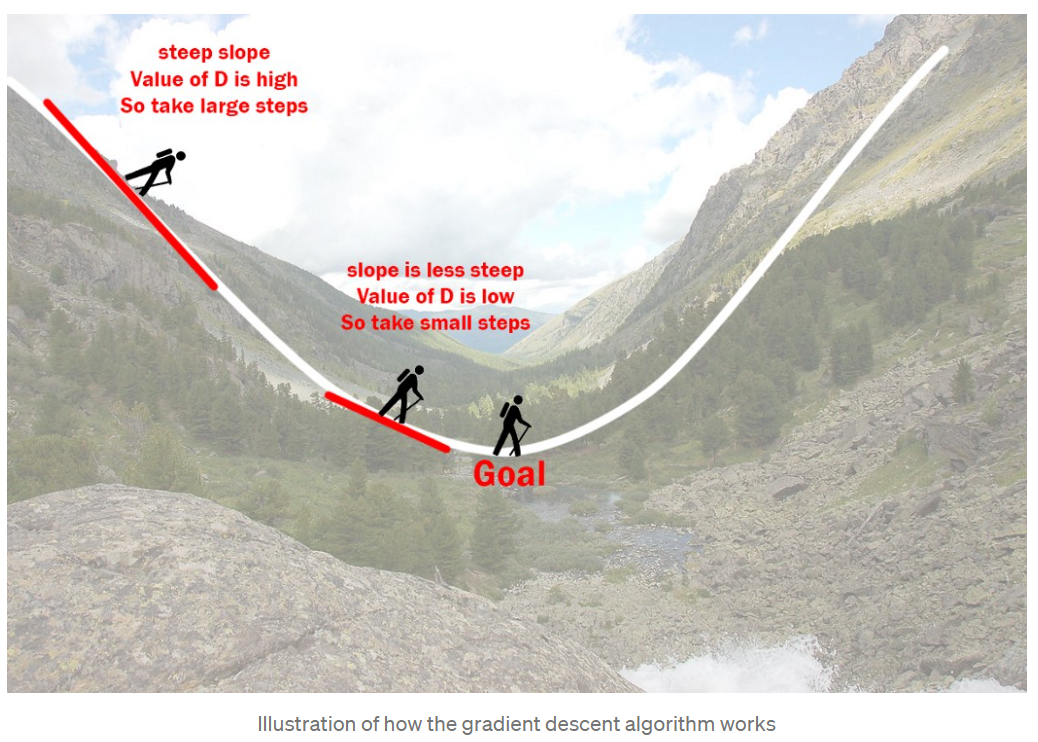 steep slope
Value of D is high
So take large steps
slope is less steep
Value of D is low
So take small steps
Goal
Illustration of how the gradient descent algorithm works